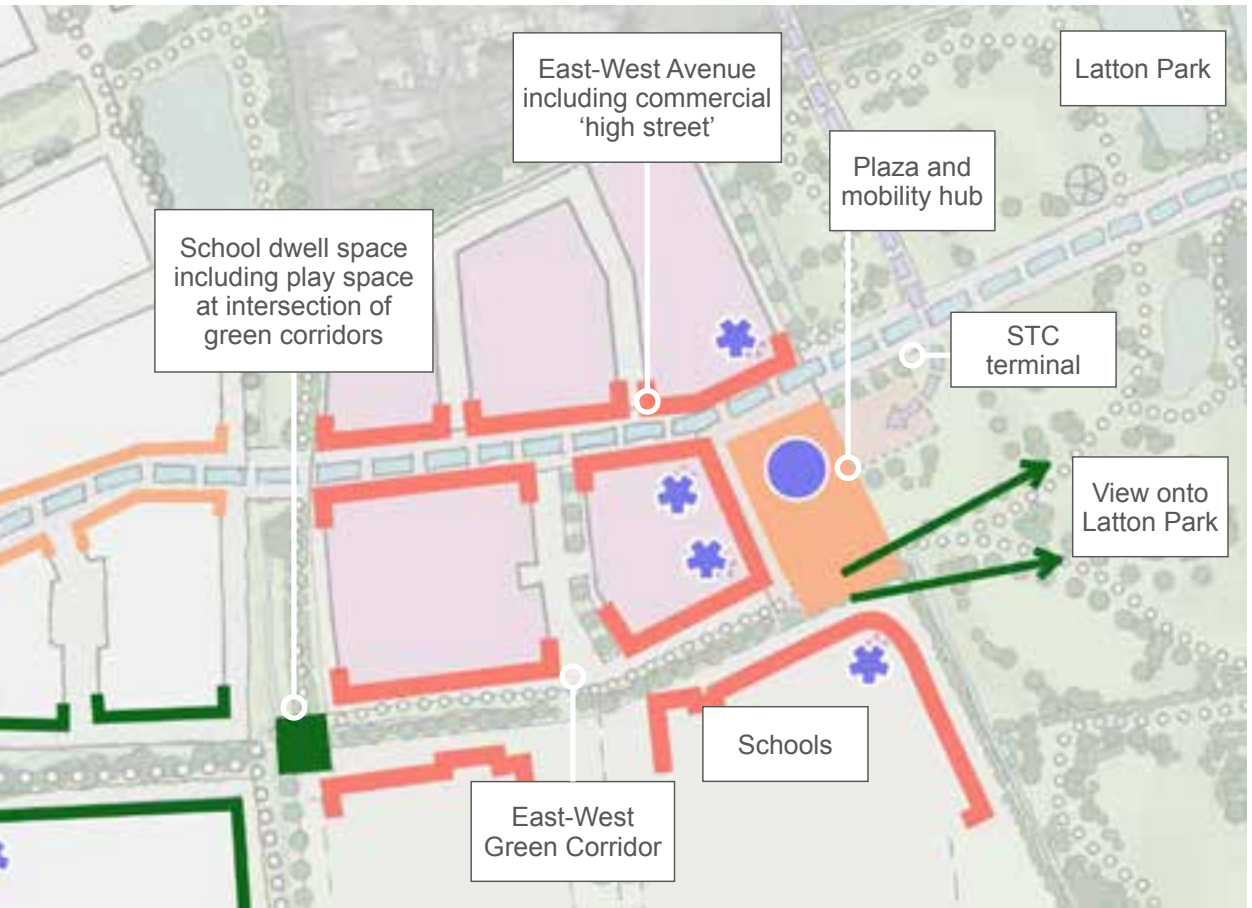 East-West Avenue
including commercial
‘high street’
Latton Park
Plaza and
mobility hub
School dwell space
including play space
at intersection of
green corridors
STC
terminal
View onto
Latton Park
Schools
East-West
Green Corridor